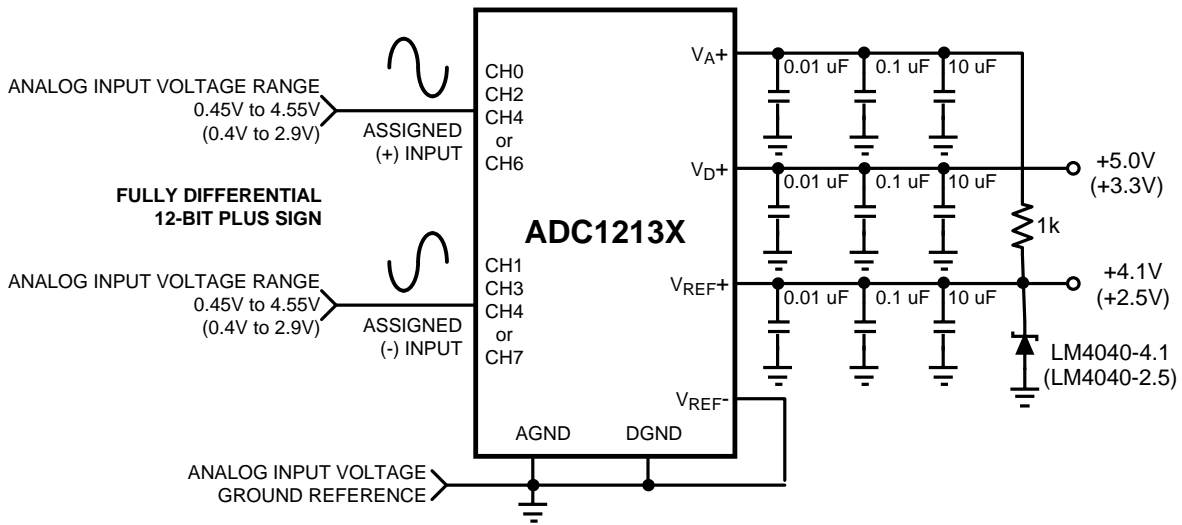 ANALOG INPUT VOLTAGE RANGE
0.45V to 4.55V
(0.4V to 2.9V)
ASSIGNED
(+) INPUT
FULLY DIFFERENTIAL
12-BIT PLUS SIGN
ANALOG INPUT VOLTAGE RANGE
0.45V to 4.55V
(0.4V to 2.9V)
ASSIGNED
(-) INPUT
CH0
CH2
CH4
or
CH6
ADC1213X
CH1
CH3
CH4
or
CH7
AGND
DGND
ANALOG INPUT VOLTAGE
GROUND REFERENCE
VA+
0.01 uF
0.1 uF
10 uF
VD+
0.01 uF
0.1 uF
10 uF
+5.0V
(+3.3V)
1k
VREF+
0.01 uF
0.1 uF
10 uF
+4.1V
(+2.5V)
LM4040-4.1
(LM4040-2.5)
VREF-